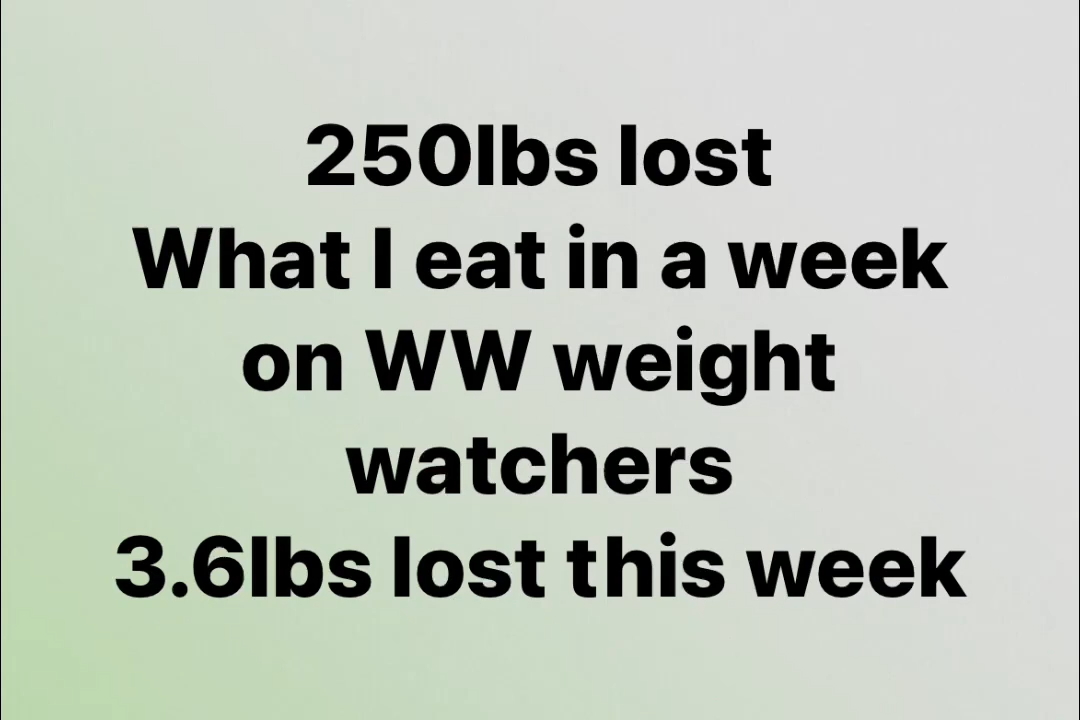 250lbs lost
What I eat in a week
on WW weight
watchers
3.6lbs lost this week